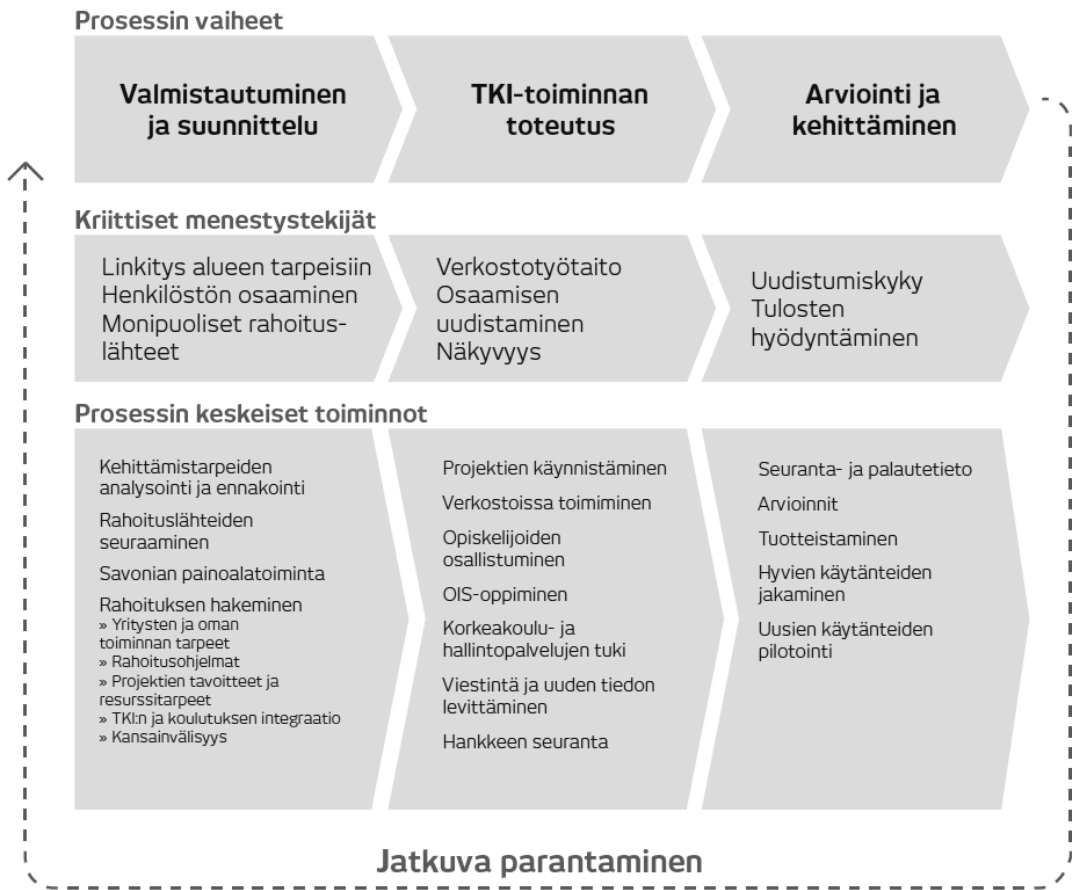 Prosessin vaiheet
Valmistautuminen
ja suunnittelu
TKI-toiminnan
toteutus
Arviointi ja
kehittäminen
Kriittiset menestystekijät
Linkitys alueen tarpeisiin
Henkilöstön osaaminen
Monipuoliset rahoitus-
lähteet
Verkostotyötaito
Osaamisen
uudistaminen
Näkyvyys
Uudistumiskyky
Tulosten
hyödyntäminen
Prosessin keskeiset toiminnot
Kehittämistarpeiden
analysointi ja ennakointi
Rahoituslähteiden
seuraaminen
Savonian painoalatoiminta
Rahoituksen hakeminen
» Yritysten ja oman
toiminnan tarpeet
» Rahoitusohjelmat
» Projektien tavoitteet ja
resurssitarpeet
» TKI:n ja koulutuksen integraatio
» Kansainvälisyys
Projektien käynnistäminen
Verkostoissa toimiminen
Opiskelijoiden
osallistuminen
OIS-oppiminen
Korkeakoulu- ja
hallintopalvelujen tuki
Viestintä ja uuden tiedon
levittäminen
Hankkeen seuranta
Seuranta- ja palautetieto
Arvioinnit
Tuotteistaminen
Hyvien käytänteiden
jakaminen
Uusien käytänteiden
pilotointi
Jatkuva parantaminen